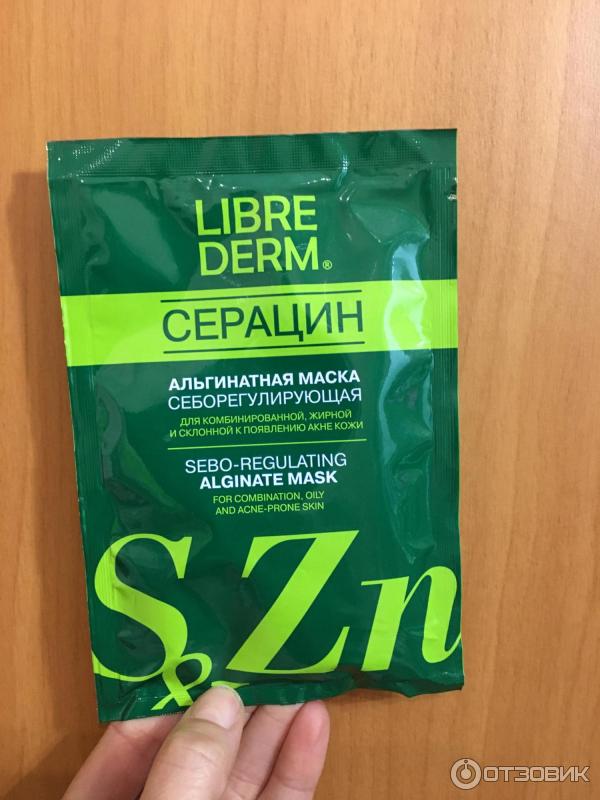 LIBRE
DERM®
СЕРАЦИН
АЛЬГИНАТНАЯ МАСКА
СЕБОРЕГУЛИРУЮЩАЯ
ДЛЯ КОМБИНИРОВАННОЙ, ЖИРНОЙ
И СКЛОННОЙ К ПОЯВЛЕНИЮ АКНЕ КОЖИ
SEBO-REGULATING
ALGINATE MASK
FOR COMBINATION, OILY
AND ACNE-PRONE SKIN
S&Zn
ОТЗОВИК